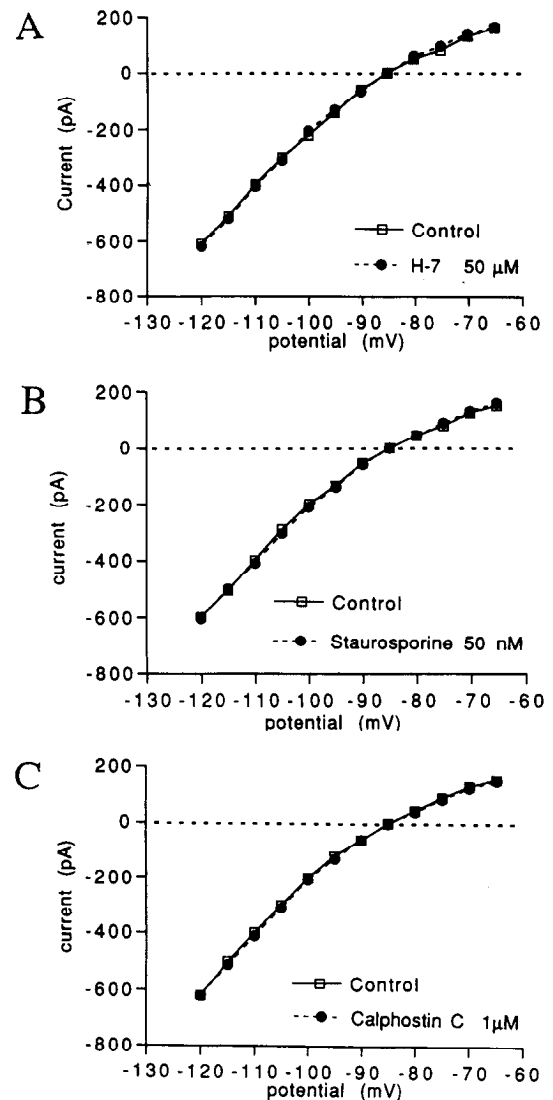 A
200
0
-200
-400
-600
-800
Current (pA)
Control
H-7 50 µM
-130 -120 -110 -100 -90 -80 -70 -60
potential (mV)
B
200
0
-200
-400
-600
-800
current (pA)
Control
Staurosporine 50 nM
-130 -120 -110 -100 -90 -80 -70 -60
potential (mV)
C
200
0
-200
-400
-600
-800
current (pA)
Control
Calphostin C 1µM
-130 -120 -110 -100 -90 -80 -70 -60
potential (mV)